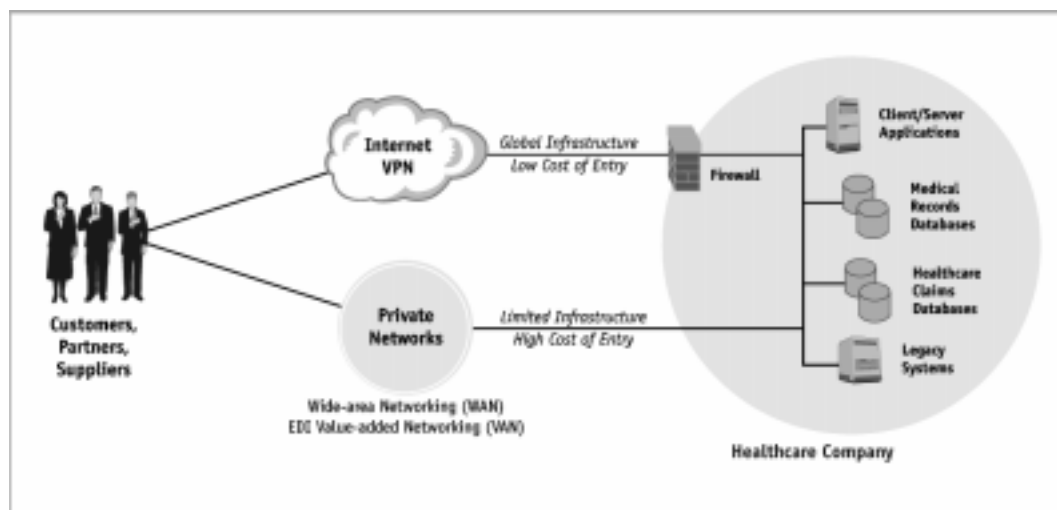 Internet
VPN
Global Infrastructure
Low Cost of Entry
Firewall
Client/Server
Applications
Medical
Records
Databases
Healthcare
Claims
Databases
Legacy
Systems
Customers,
Partners,
Suppliers
Private
Networks
Limited Infrastructure
High Cost of Entry
Wide-area Networking (WAN)
EDI Value-added Networking (VAN)
Healthcare Company